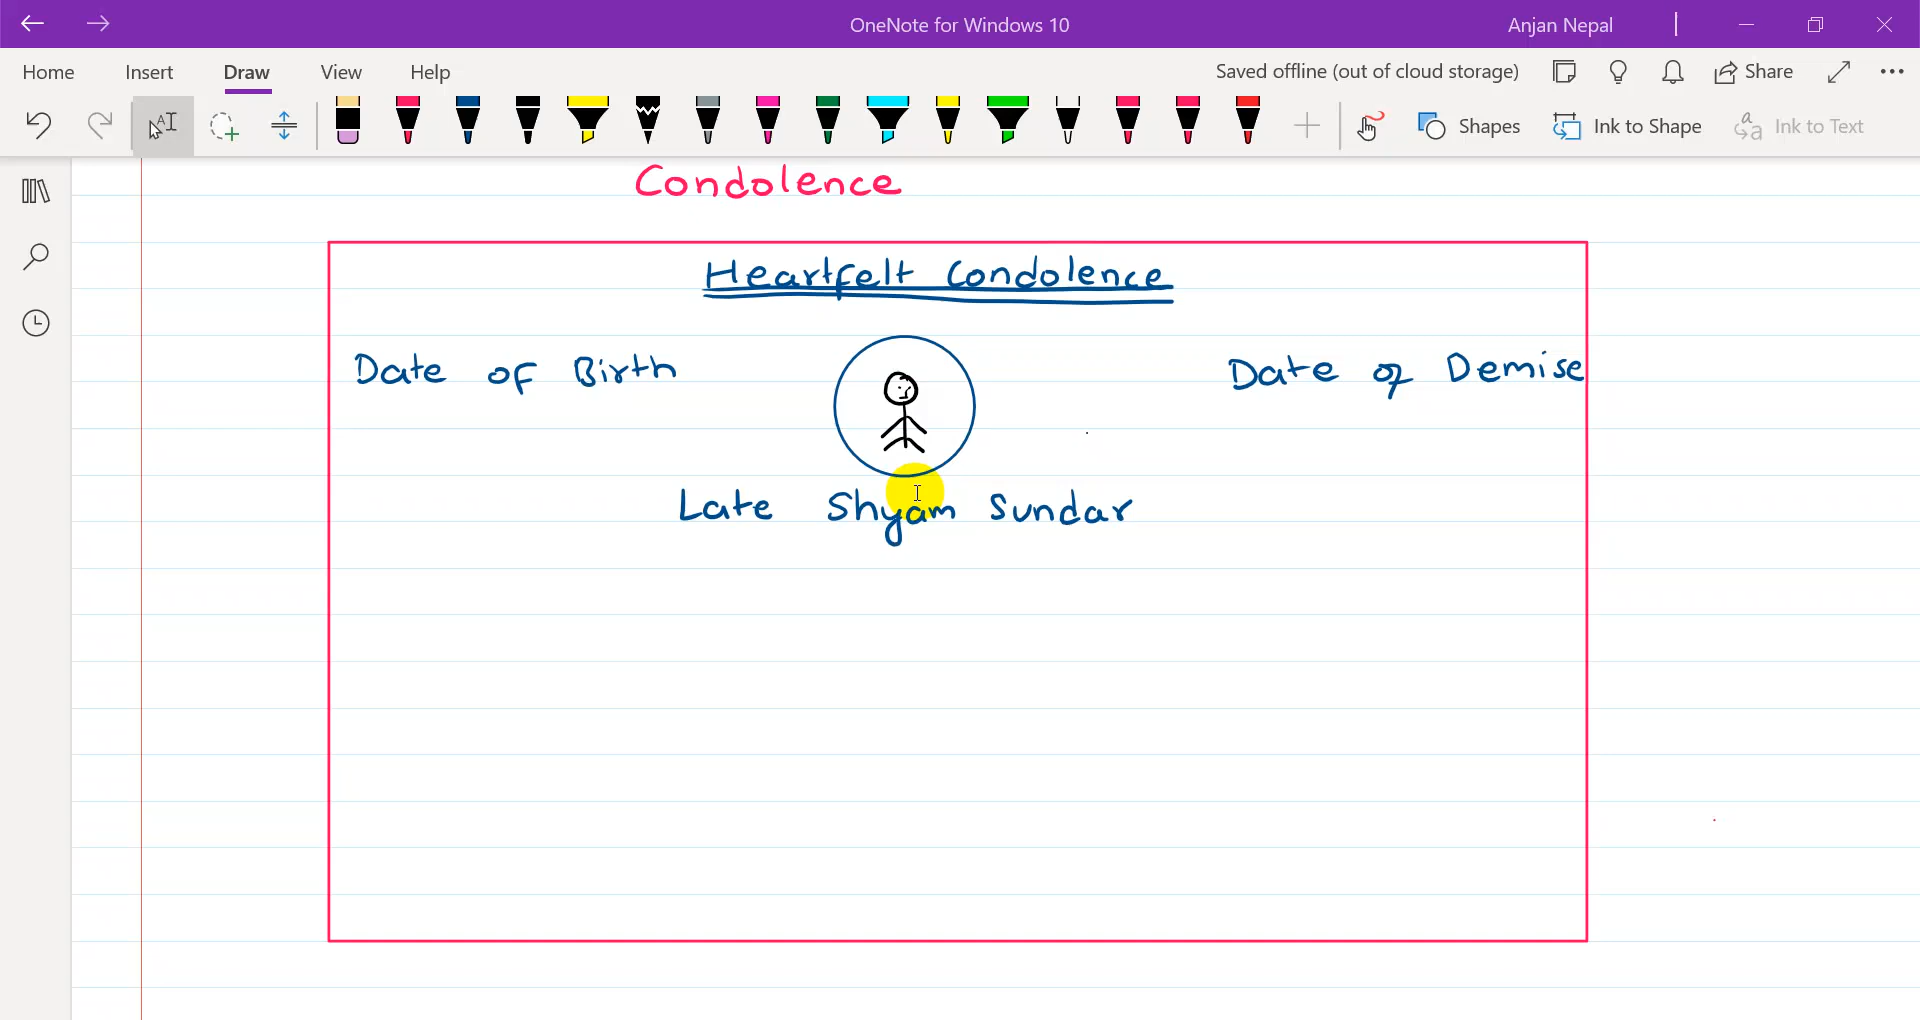 OneNote for Windows 10 Anjan Nepal
Home Insert Draw View Help Saved offline (out of cloud storage) Share
Shapes Ink to Shape Ink to Text
Condolence
Heartfelt Condolence
Date of Birth Date of Demise
Late Shyam Sundar